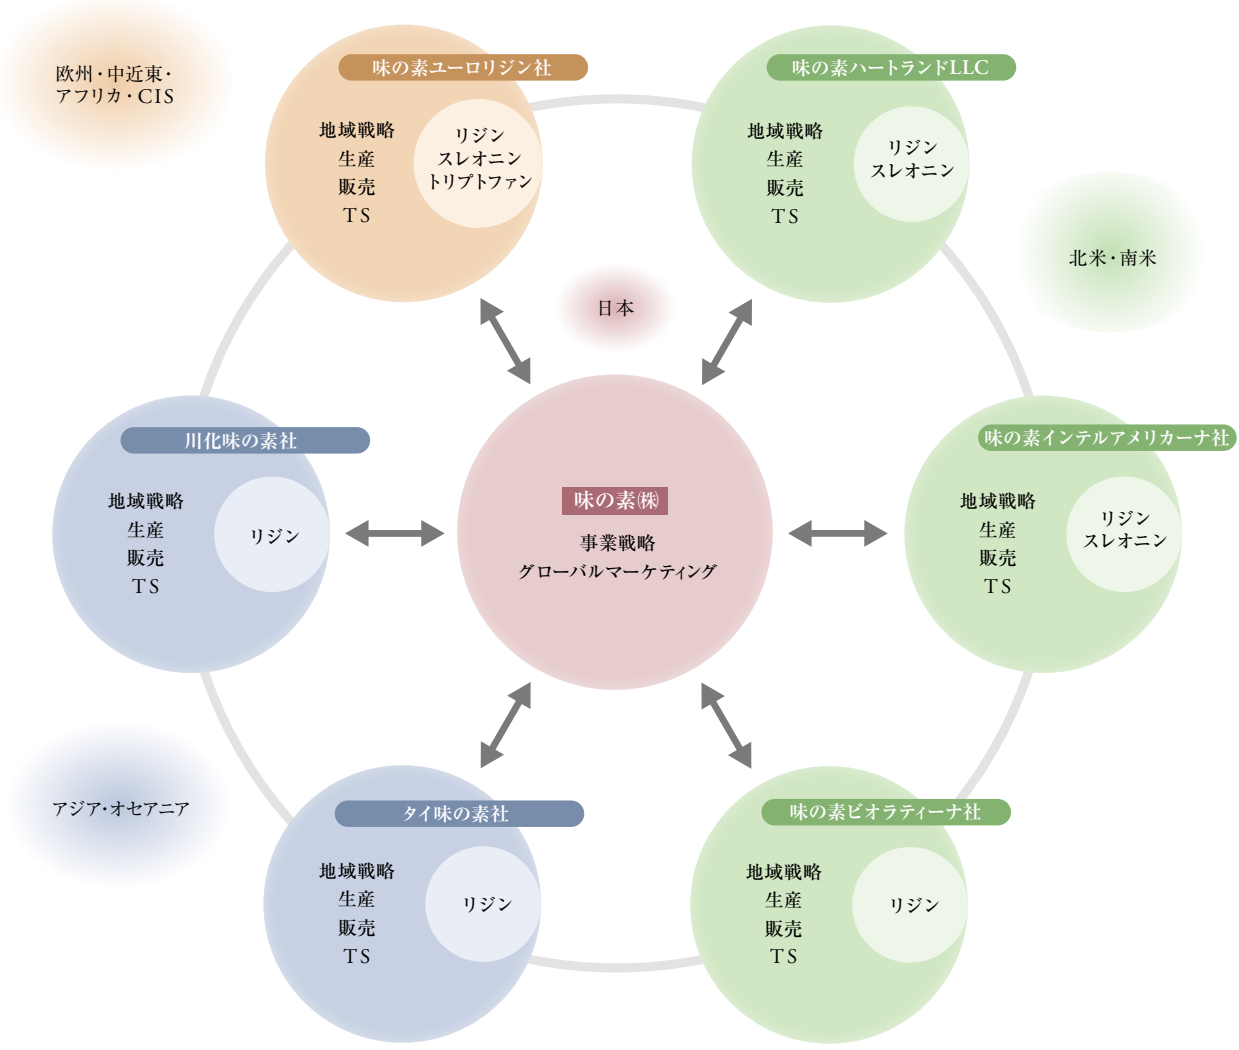 欧州・中近東・
アフリカ・CIS
味の素ユーロリジン社
地域戦略
生産
販売
TS
リジン
スレオニン
トリプトファン
味の素ハートランドLLC
地域戦略
生産
販売
TS
リジン
スレオニン
北米・南米
日本
川化味の素社
地域戦略
生産
販売
TS
リジン
味の素㈱
事業戦略
グローバルマーケティング
味の素インテルアメリカーナ社
地域戦略
生産
販売
TS
リジン
スレオニン
アジア・オセアニア
タイ味の素社
地域戦略
生産
販売
TS
リジン
味の素ビオラティーナ社
地域戦略
生産
販売
TS
リジン